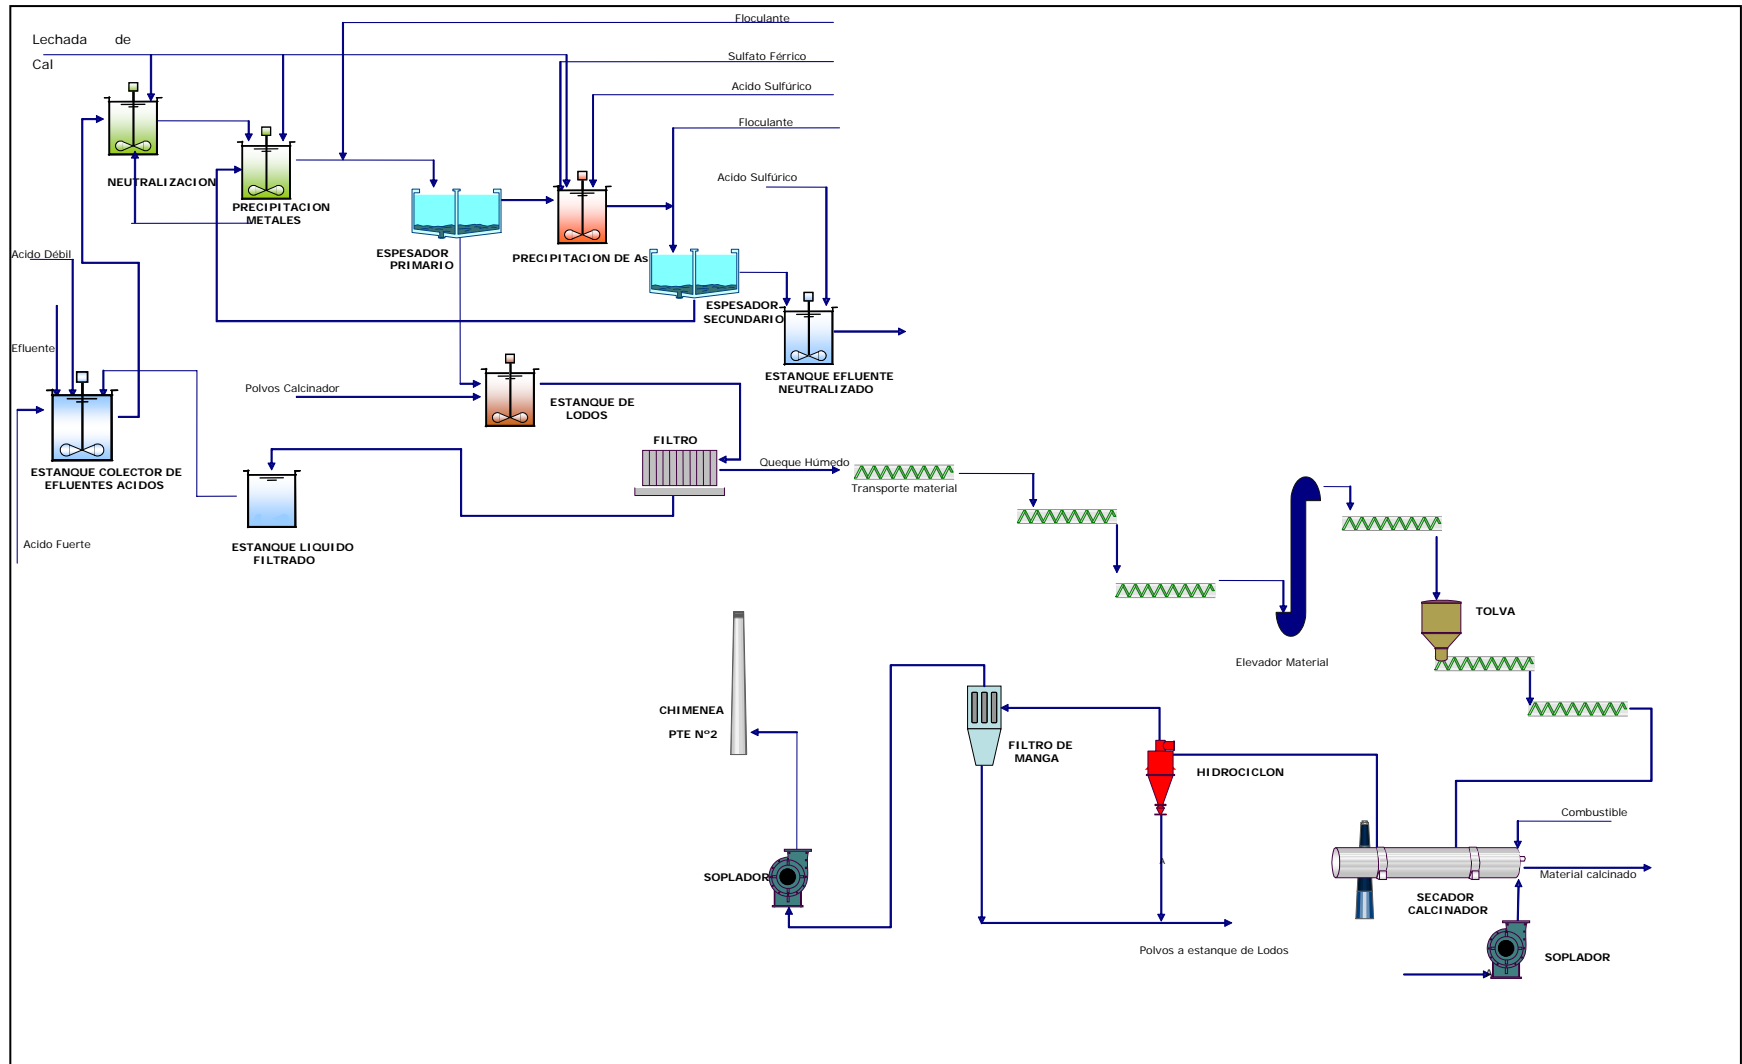 Floculante
Lechada de
Cal
Sulfato Férrico
Acido Sulfúrico
Floculante
Acido Sulfúrico
NEUTRALIZACION
PRECIPITACION
METALES
Acido Débil
ESPESADOR
PRIMARIO
PRECIPITACION DE As
ESPESADOR
SECUNDARIO
Efluente
ESTANQUE EFLUENTE
NEUTRALIZADO
Polvos Calcinador
ESTANQUE DE
LODOS
FILTRO
Queque Húmedo
Transporte material
ESTANQUE COLECTOR DE
EFLUENTES ACIDOS
Acido Fuerte
ESTANQUE LIQUIDO
FILTRADO
TOLVA
Elevador Material
CHIMENEA
PTE Nº2
FILTRO DE
MANGA
HIDROCICLON
Combustible
Material calcinado
SOPLADOR
A
SECADOR
CALCINADOR
Polvos a estanque de Lodos
SOPLADOR
A